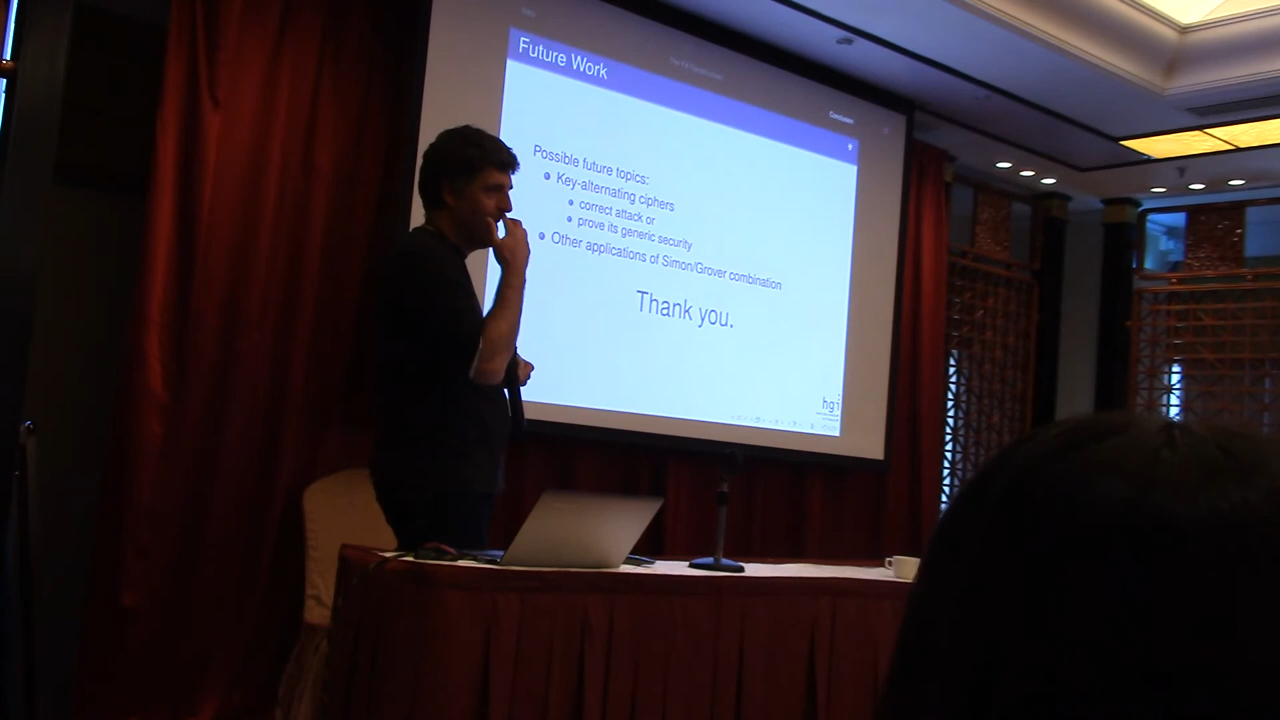 Conclusion
Future Work
Possible future topics:
Key-alternating ciphers
correct attack or
prove its generic security
Other applications of Simon/Grover combination
Thank you.
hgi